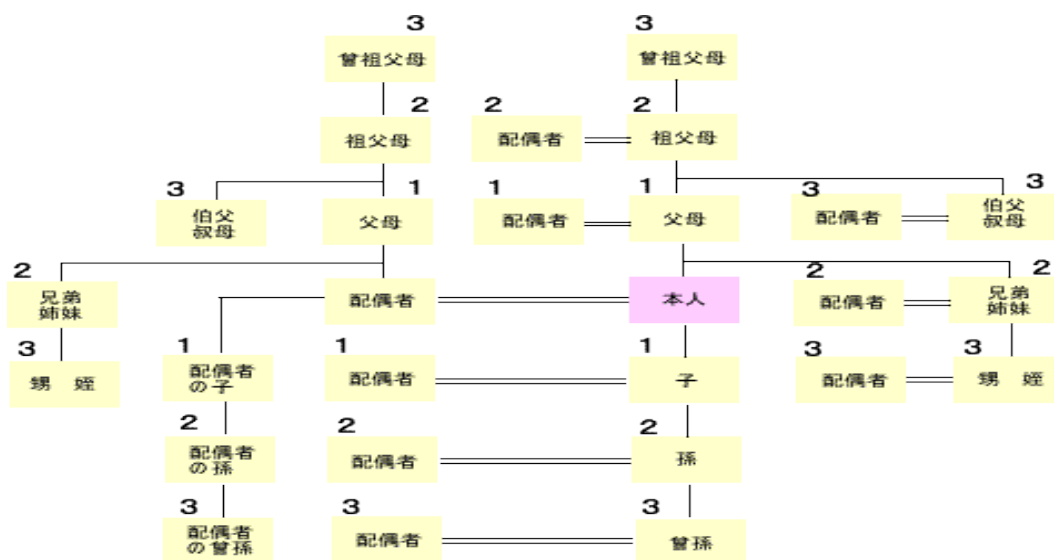 3
曾祖父母
3
曾祖父母
2
祖父母
2
配偶者
2
祖父母
3
伯父
叔母
1
父母
1
配偶者
1
父母
3
配偶者
3
伯父
叔母
2
兄弟
姉妹
配偶者
本人
2
配偶者
2
兄弟
姉妹
3
甥 姪
1
配偶者
の子
1
配偶者
1
子
3
配偶者
3
甥 姪
2
配偶者
の孫
2
配偶者
2
孫
3
配偶者
の曾孫
3
配偶者
3
曾孫